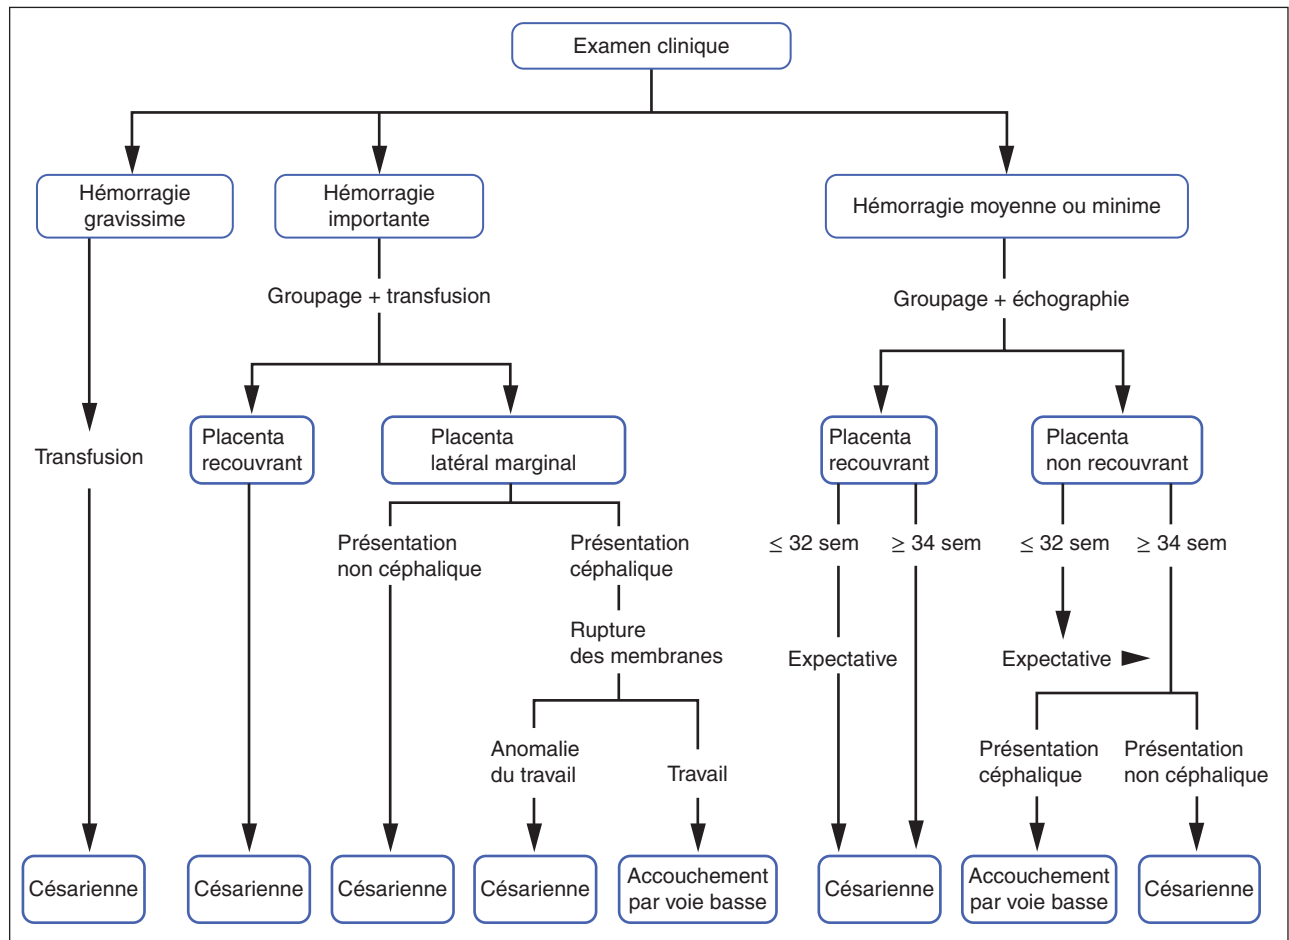 Examen clinique
Hémorragie
gravissime
Hémorragie
importante
Hémorragie moyenne ou minime
Groupage + transfusion
Groupage + échographie
Transfusion
Placenta
recouvrant
Placenta
latéral marginal
Placenta
recouvrant
Placenta
non recouvrant
Présentation
non céphalique
Présentation
céphalique
≤ 32 sem
≥ 34 sem
≤ 32 sem
≥ 34 sem
Rupture
des membranes
Expectative
Expectative
Anomalie
du travail
Travail
Présentation
céphalique
Présentation
non céphalique
Césarienne
Césarienne
Césarienne
Césarienne
Accouchement
par voie basse
Césarienne
Accouchement
par voie basse
Césarienne